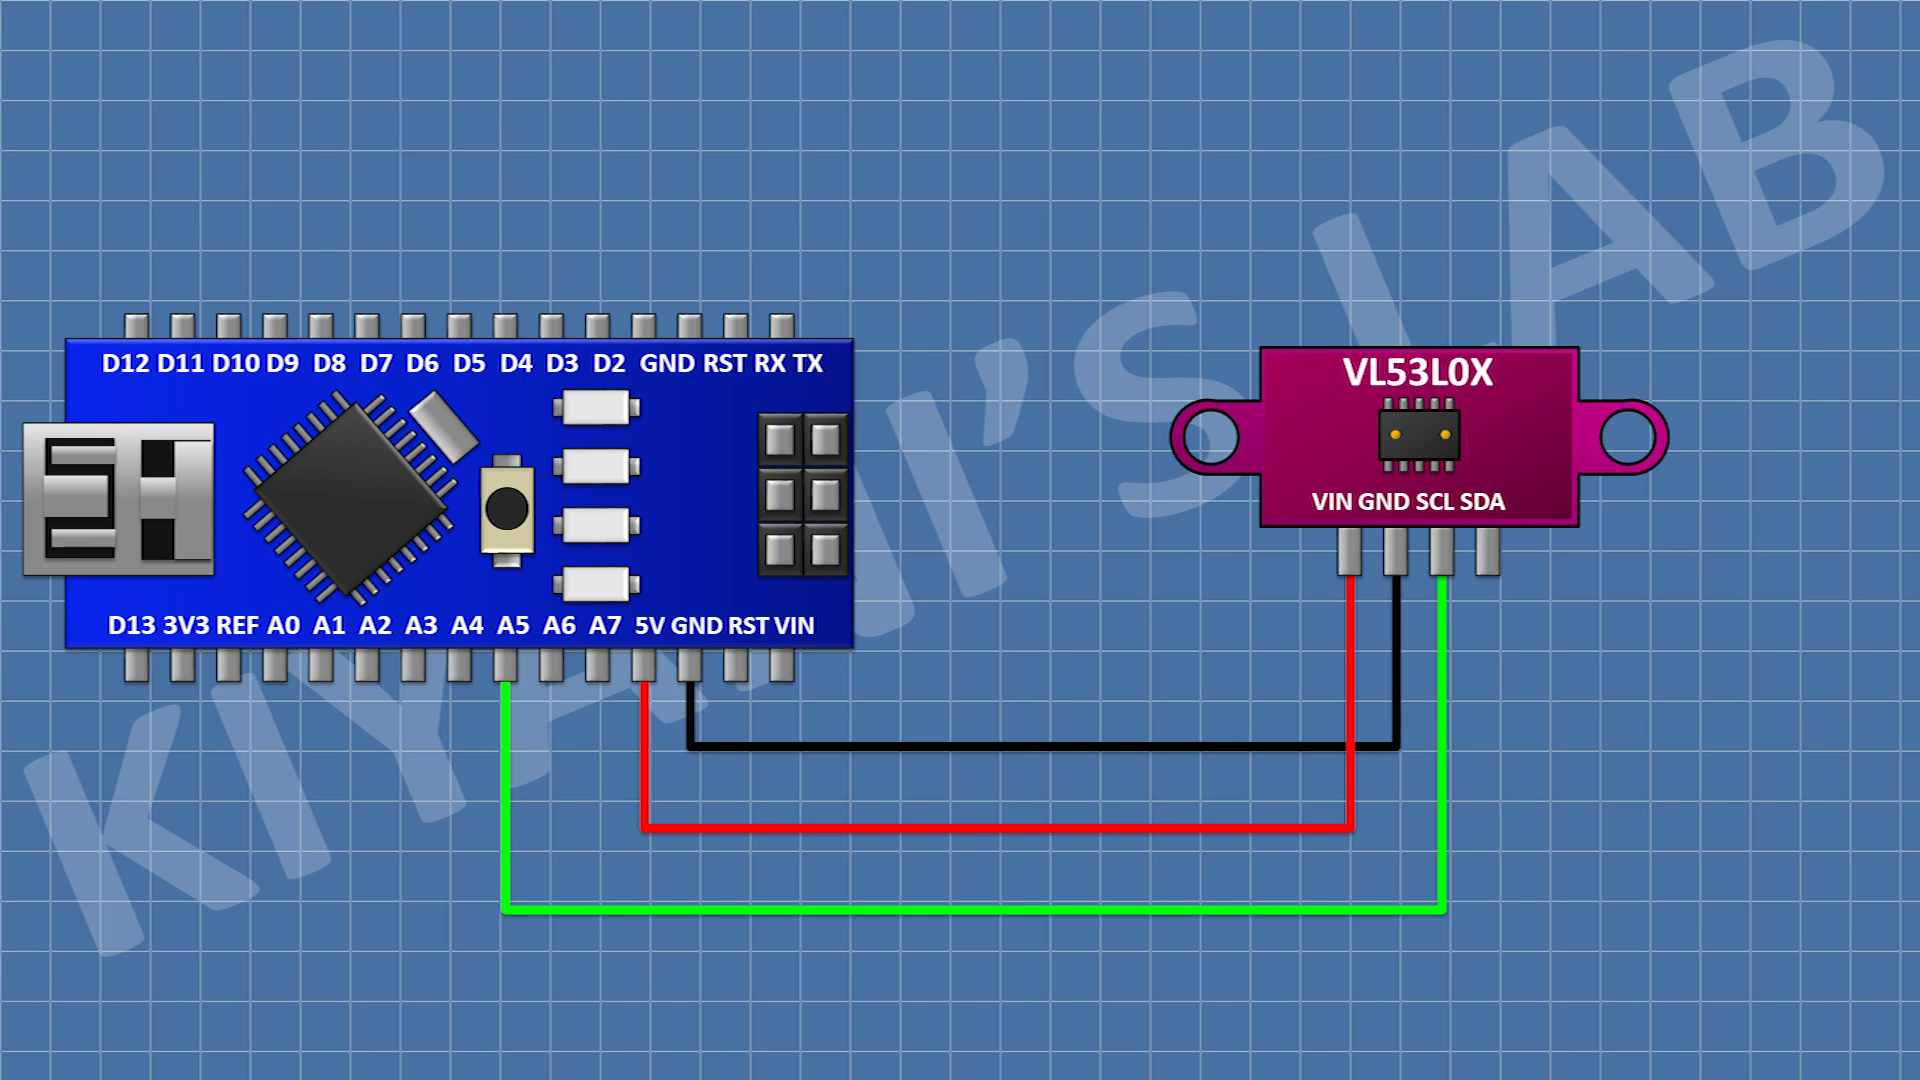 KIYANI'S LAB
D12 D11 D10 D9 D8 D7 D6 D5 D4 D3 D2 GND RST RX TX
D13 3V3 REF A0 A1 A2 A3 A4 A5 A6 A7 5V GND RST VIN
VL53L0X
VIN GND SCL SDA